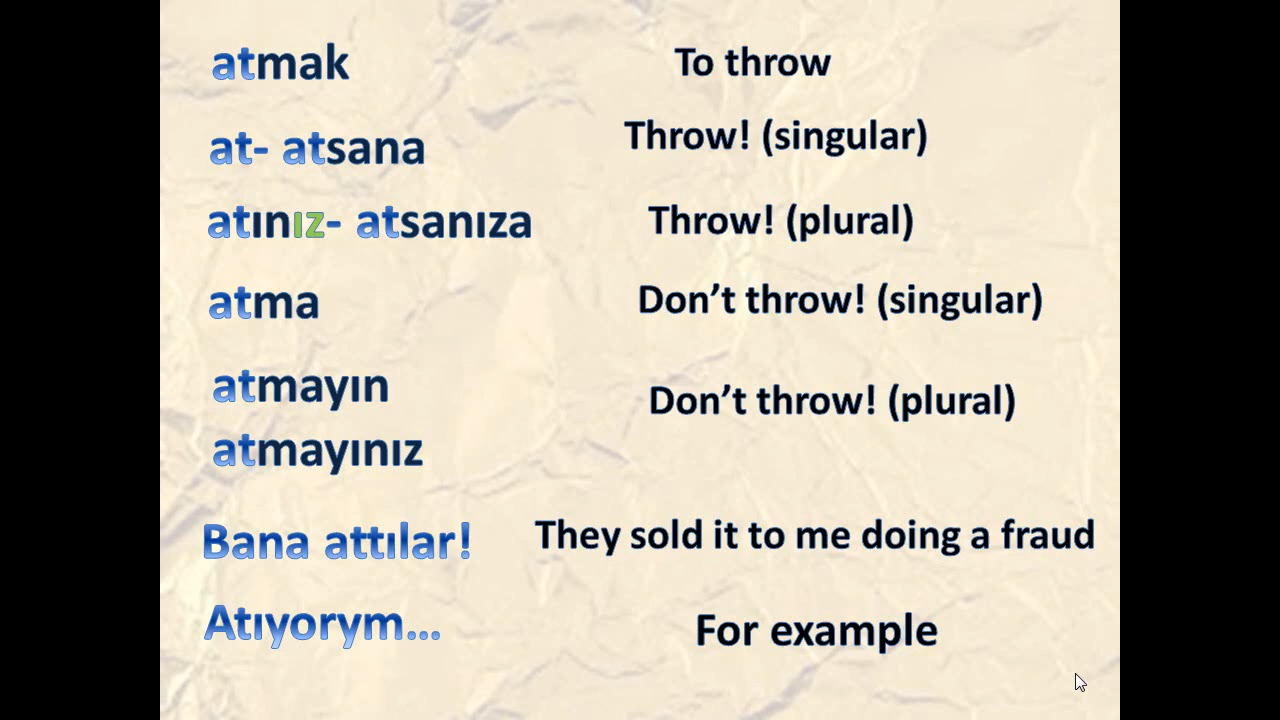 atmak To throw
at- atsana Throw! (singular)
atınız- atsanıza Throw! (plural)
atma Don’t throw! (singular)
atmayın Don’t throw! (plural)
atmayınız
Bana attılar! They sold it to me doing a fraud
Atıyorym... For example